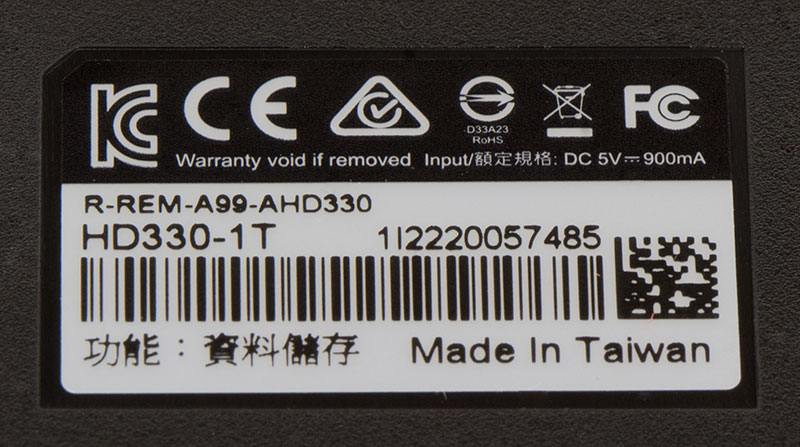 KC CE FC
D33A23
RoHS
Warranty void if removed Input/額定規格: DC 5V⎓900mA
R-REM-A99-AHD330
HD330-1T 1I2220057485
功能：資料儲存 Made In Taiwan